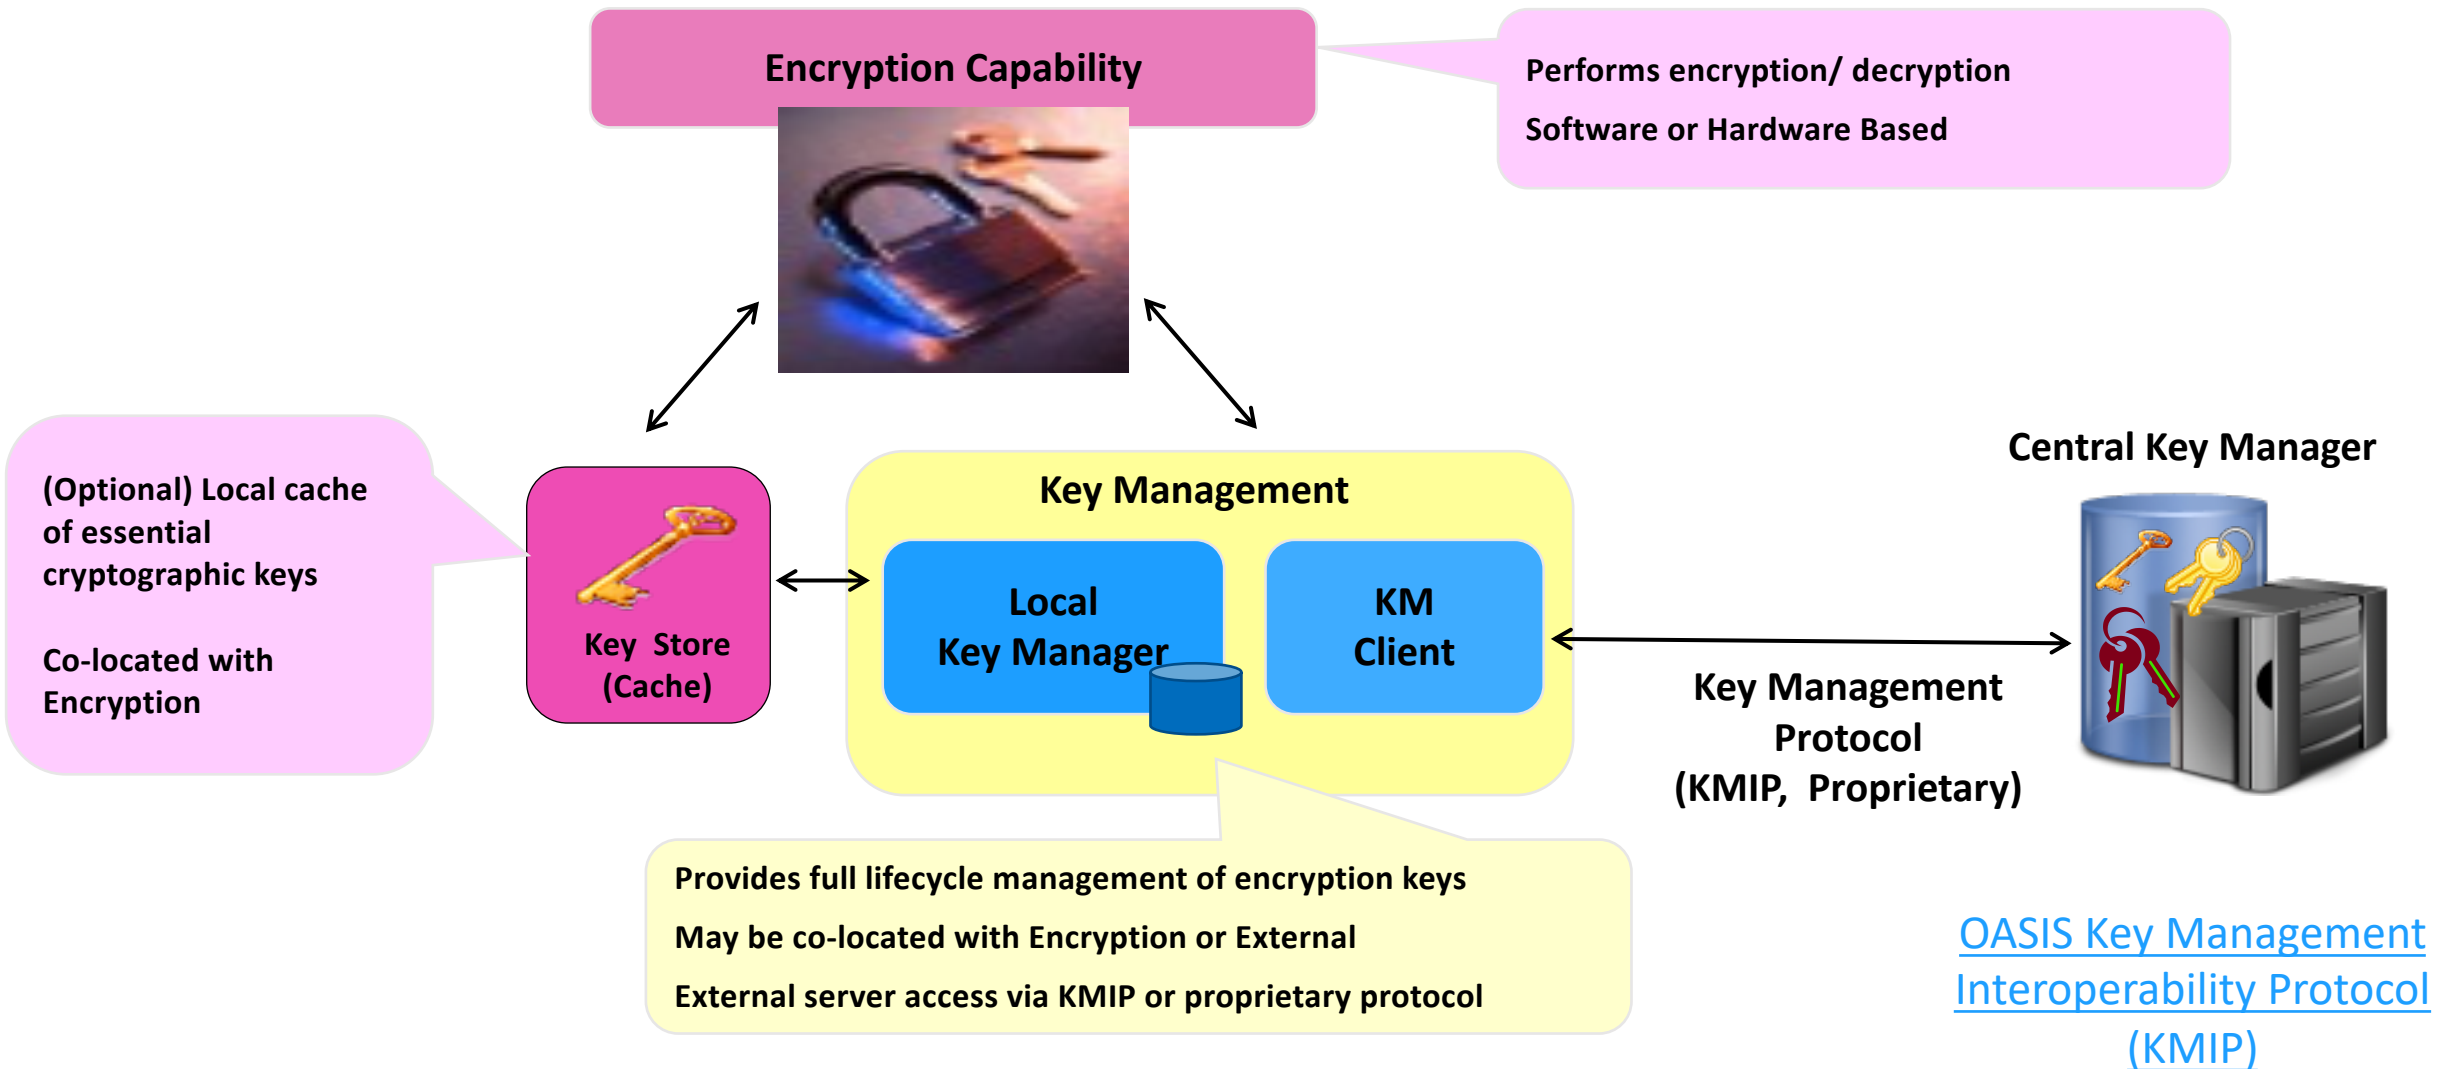 Encryption Capability
Performs encryption/ decryption
Software or Hardware Based
(Optional) Local cache
of essential
cryptographic keys
Co-located with
Encryption
Key Store
(Cache)
Key Management
Local
Key Manager
KM
Client
Central Key Manager
Key Management
Protocol
(KMIP, Proprietary)
Provides full lifecycle management of encryption keys
May be co-located with Encryption or External
External server access via KMIP or proprietary protocol
OASIS Key Management
Interoperability Protocol
(KMIP)